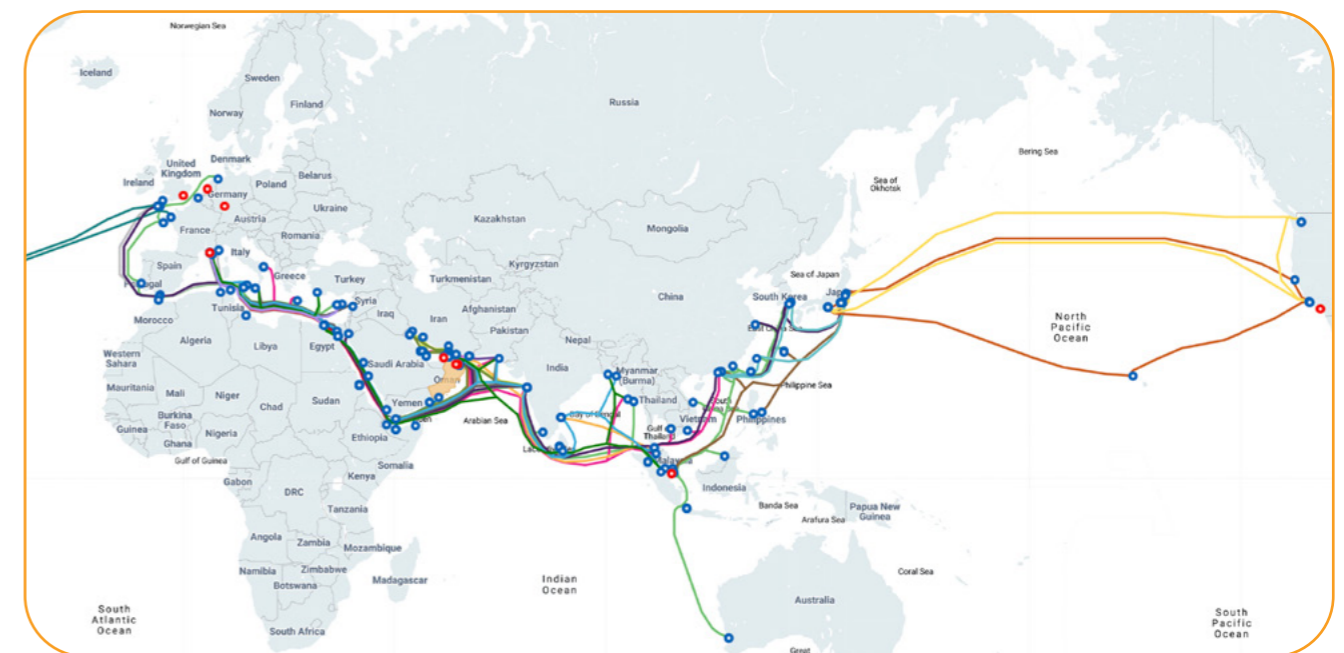 Norwegian Sea
Iceland
Sweden
Finland
Norway
Russia
Bering Sea
Denmark
United
Kingdom
Ireland
Poland
Belarus
Germany
Sea of
Okhotsk
Ukraine
Austria
France
Kazakhstan
Mongolia
Romania
Italy
Spain
Portugal
Greece
Turkey
Kyrgyzstan
Turkmenistan
Sea of Japan
Syria
Tunisia
Iraq
Iran
Afghanistan
China
South Korea
Morocco
Pakistan
North
Pacific
Ocean
Algeria
Libya
Egypt
Nepal
Western
Sahara
Saudi Arabia
Oman
India
Myanmar
(Burma)
Mauritania
Mali
Niger
Chad
Sudan
Yemen
Thailand
Philippine Sea
Burkina
Faso
Guinea
Nigeria
Ghana
Ethiopia
Arabian Sea
Bay of Bengal
Vietnam
Philippines
Gulf of Guinea
Somalia
Gulf of
Thailand
Malaysia
Gabon
Kenya
DRC
Indonesia
Tanzania
Banda Sea
Papua New
Guinea
Arafura Sea
Angola
Zambia
Mozambique
Namibia
Zimbabwe
Botswana
Madagascar
Indian
Ocean
Coral Sea
Australia
South
Atlantic
Ocean
South Africa
South
Pacific
Ocean
Great